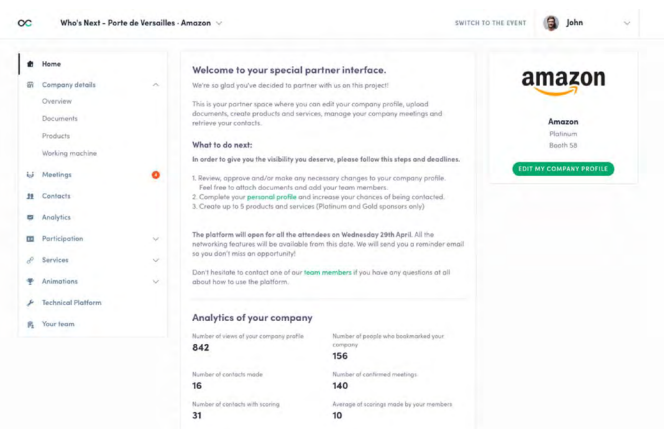 Who's Next - Porte de Versailles - Amazon
SWITCH TO THE EVENT
John
Home
Company details
Overview
Documents
Products
Working machine
Meetings
Contacts
Analytics
Participation
Services
Animations
Technical Platform
Your team
Welcome to your special partner interface.
We're so glad you've decided to partner with us on this project!
This is your partner space where you can edit your company profile, upload
documents, create products and services, manage your company meetings and
retrieve your contacts.
What to do next:
In order to give you the visibility you deserve, please follow this steps and deadlines.
1. Review, approve and/or make any necessary changes to your company profile.
Feel free to attach documents and add your team members.
2. Complete your personal profile and increase your chances of being contacted.
3. Create up to 5 products and services (Platinum and Gold sponsors only)
The platform will open for all the attendees on Wednesday 29th April. All the
networking features will be available from this date. We will send you a reminder email
so you don't miss an opportunity!
Don't hesitate to contact one of our team members if you have any questions at all
about how to use the platform.
Analytics of your company
Number of views of your company profile
842
Number of people who bookmarked your
company
156
Number of contacts made
16
Number of confirmed meetings
140
Number of contacts with scoring
31
Average of scorings made by your members
10
amazon
Amazon
Platinum
Booth 58
EDIT MY COMPANY PROFILE